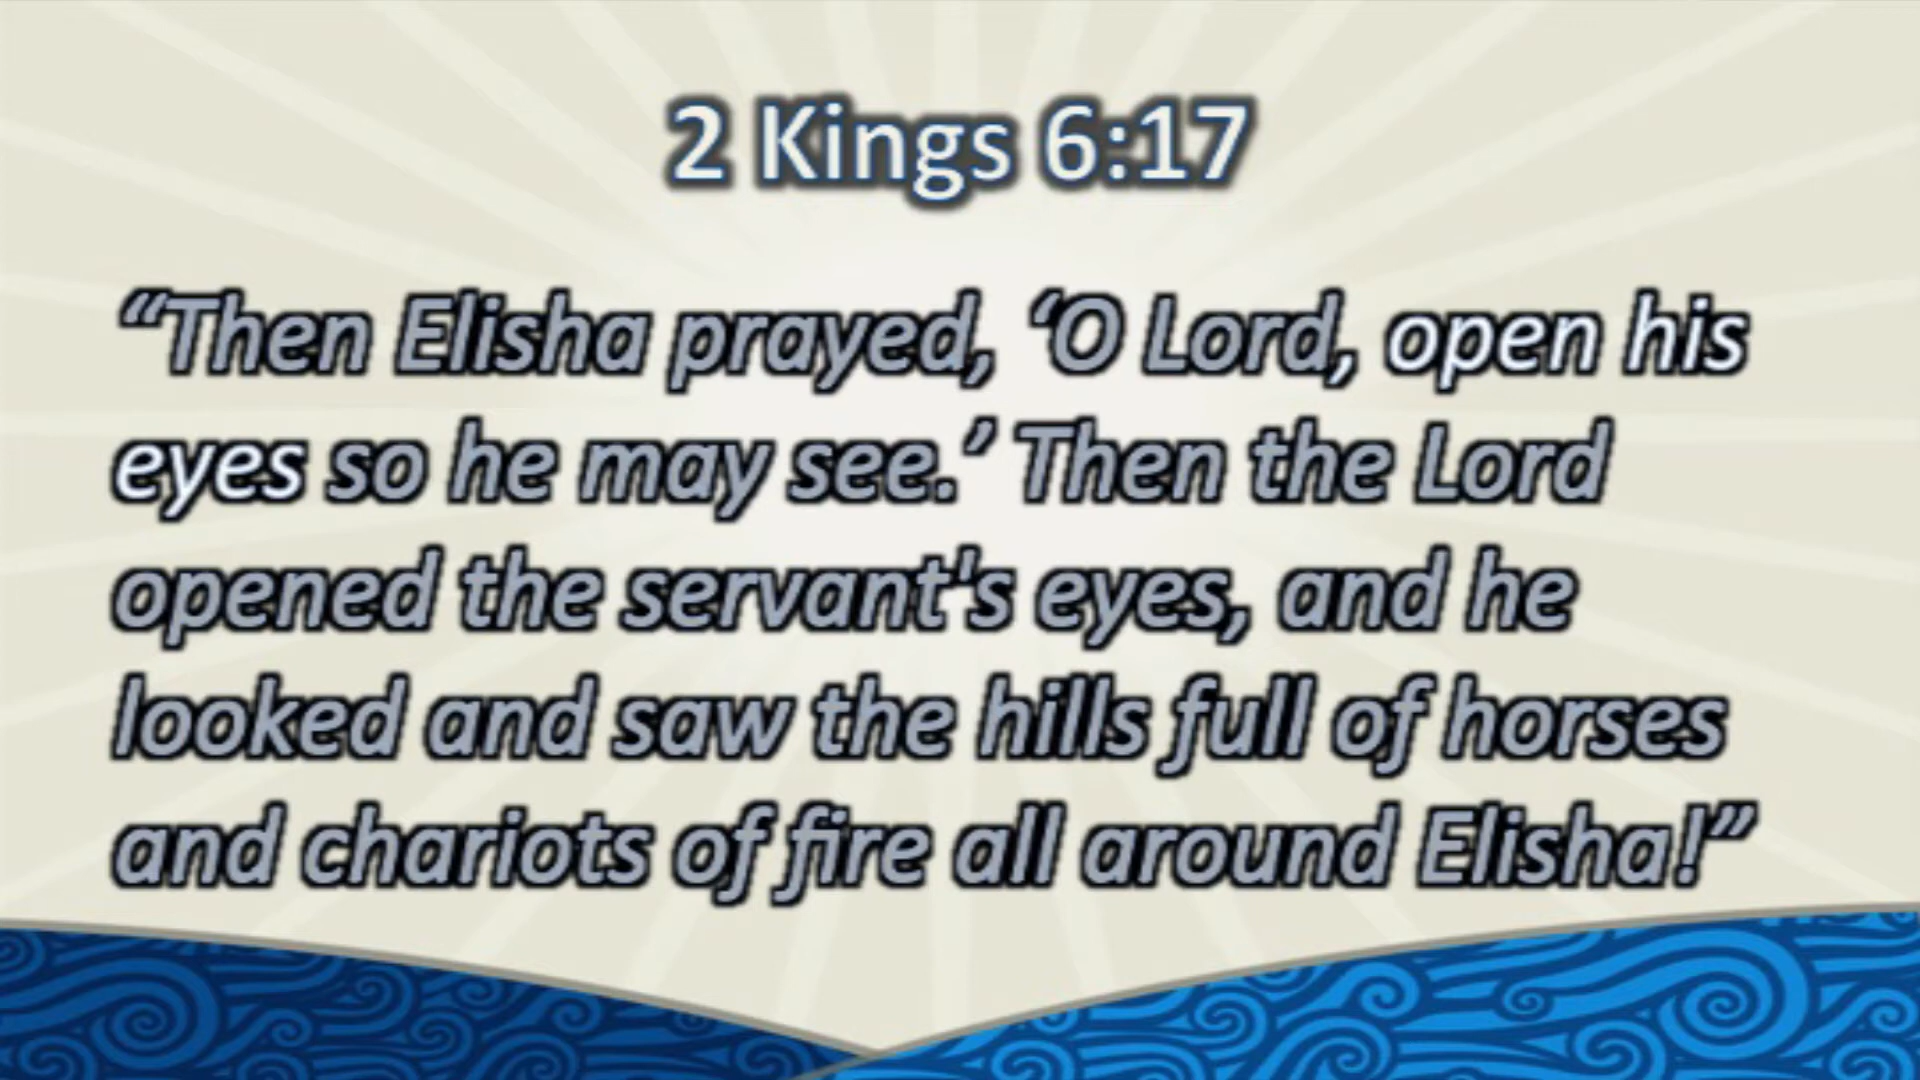 2 Kings 6:17
“Then Elisha prayed, ‘O Lord, open his
eyes so he may see.’ Then the Lord
opened the servant's eyes, and he
looked and saw the hills full of horses
and chariots of fire all around Elisha!”